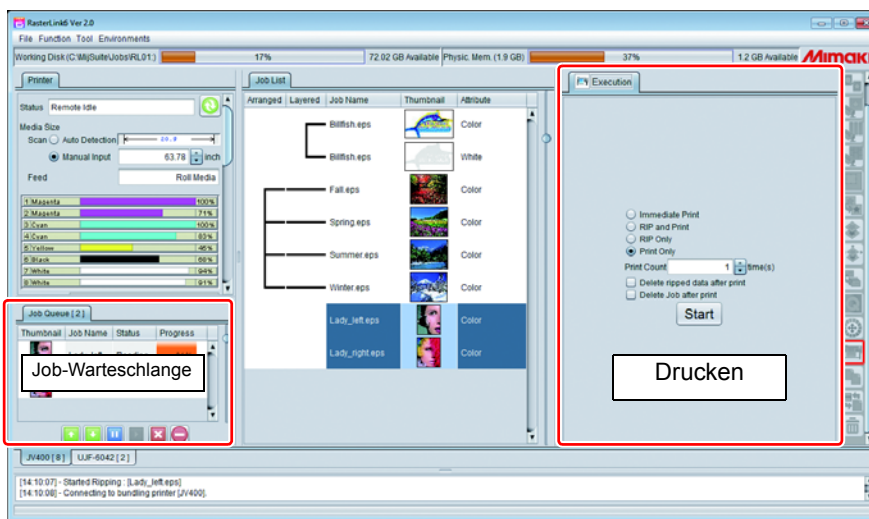 RasterLink6 Ver 2.0
File Function Tool Environments
Working Disk (C:\MijSuite\Jobs\RL01:) 17% 72.02 GB Available Physic. Mem. (1.9 GB) 37% 1.2 GB Available Mimaki
Printer
Status Remote Idle
Media Size
Scan Auto Detection
Manual Input 63.78 inch
Feed Roll Media
1 Magenta 100%
2 Magenta 71%
3 Cyan 100%
4 Cyan 83%
5 Yellow 46%
6 Black 68%
7 White 94%
8 White 91%
Job Queue [2]
Thumbnail Job Name Status Progress
Job-Warteschlange
Job List
Arranged Layered Job Name Thumbnail Attribute
Billfish.eps Color
Billfish.eps White
Fall.eps Color
Spring.eps Color
Summer.eps Color
Winter.eps Color
Lady_left.eps Color
Lady_right.eps Color
Execution
Immediate Print
RIP and Print
RIP Only
Print Only
Print Count 1 time(s)
Delete ripped data after print
Delete Job after print
Start
Drucken
JV400 [8] UJF-6042 [2]
[14:10:07] - Started Ripping : [Lady_left.eps]
[14:10:08] - Connecting to bundling printer [JV400].